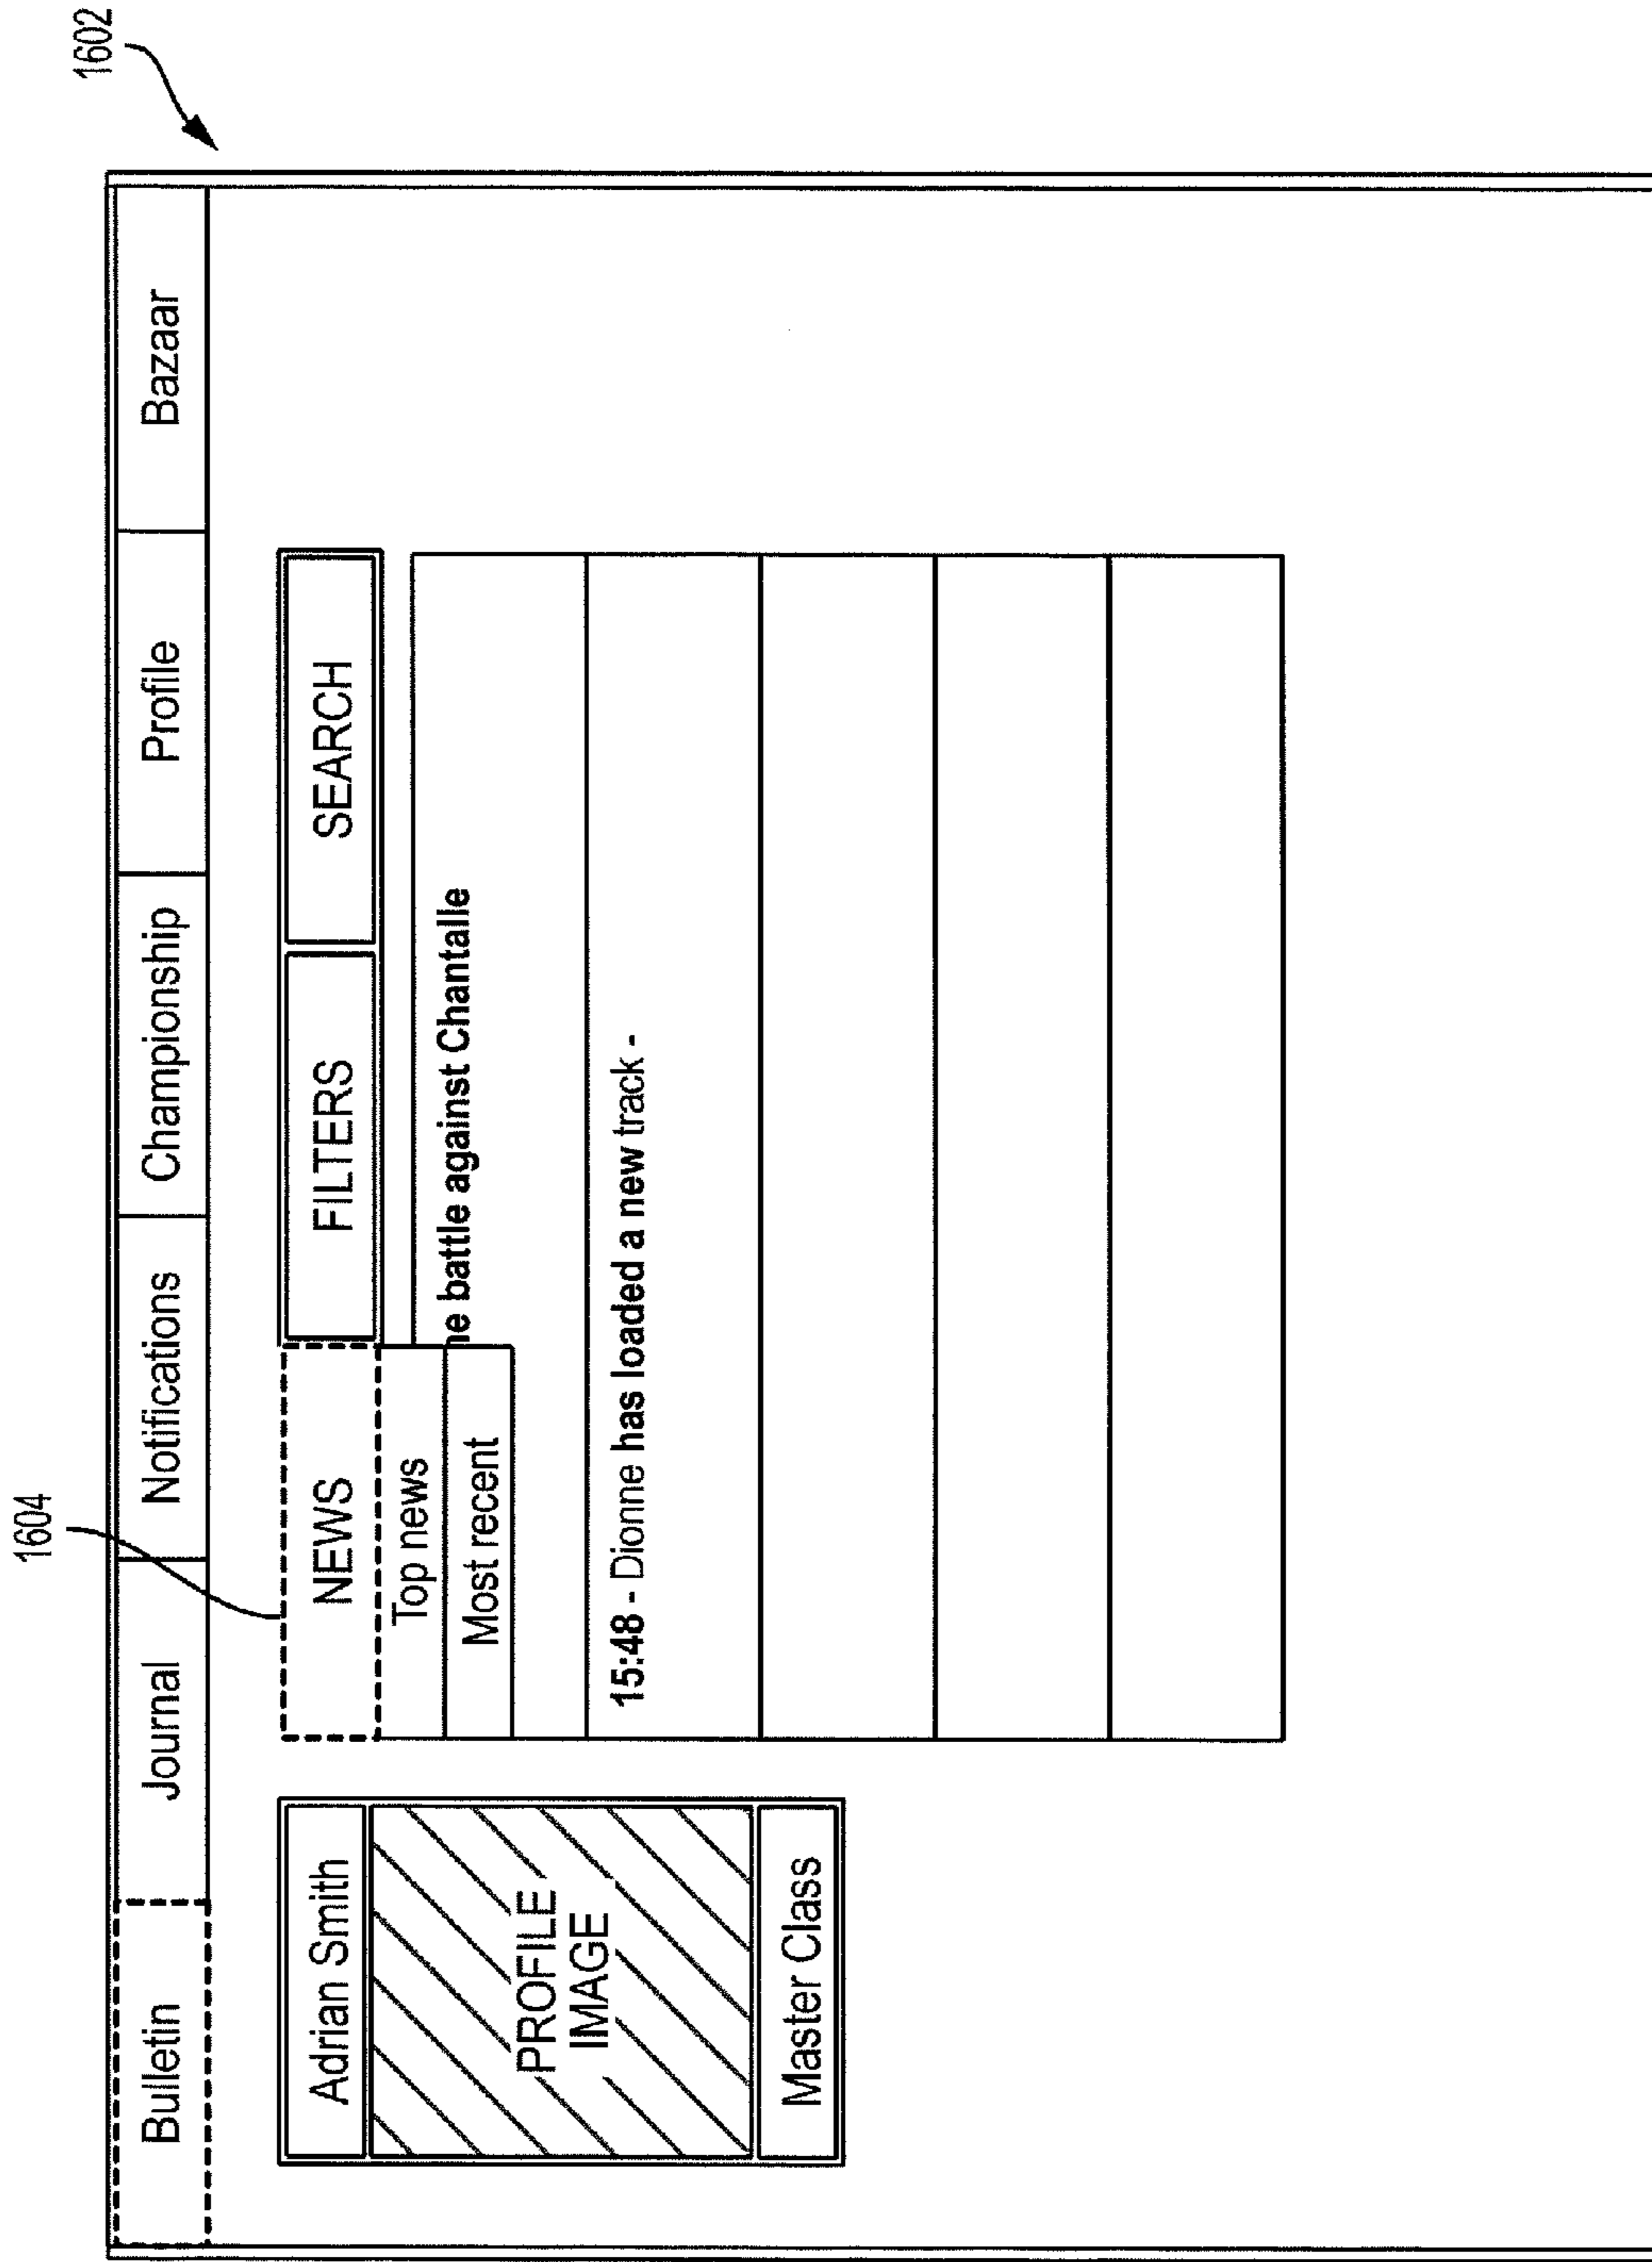 1602
1604
Bulletin
Journal
Notifications
Championship
Profile
Bazaar
Adrian Smith
PROFILE
IMAGE
Master Class
NEWS
FILTERS
SEARCH
Top news
Most recent
ne battle against Chantalle
15:48 - Dionne has loaded a new track -